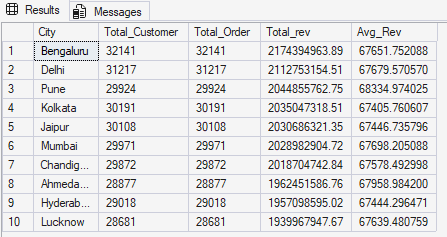 Results Messages
City Total_Customer Total_Order Total_rev Avg_Rev
1 Bengaluru 32141 32141 2174394963.89 67651.752088
2 Delhi 31217 31217 2112753154.51 67679.570570
3 Pune 29924 29924 2044855762.75 68334.974025
4 Kolkata 30191 30191 2035047318.51 67405.760607
5 Jaipur 30108 30108 2030686321.35 67446.735796
6 Mumbai 29971 29971 2028982904.72 67698.205088
7 Chandig... 29872 29872 2018704742.84 67578.492998
8 Ahmeda... 28877 28877 1962451586.76 67958.984200
9 Hyderab... 29018 29018 1957098595.02 67444.296471
10 Lucknow 28681 28681 1939967947.67 67639.480759